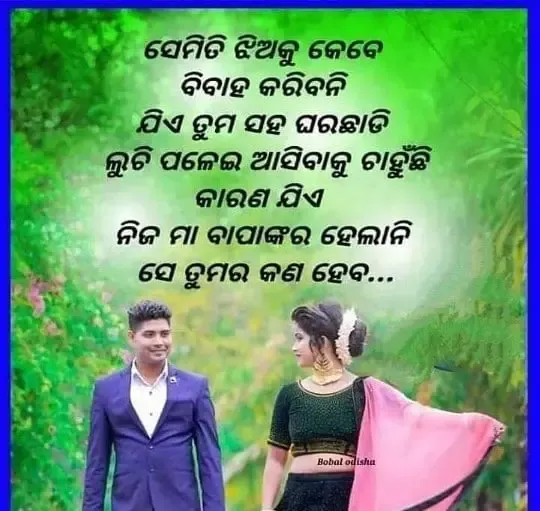 ସେମିତି ଝିଅକୁ କେବେ
ବିବାହ କରିବନି
ଯିଏ ତୁମ ସହ ଘରଛାଡି
ଲୁଚି ପଳେଇ ଆସିବାକୁ ଚାହୁଁଛି
କାରଣ ଯିଏ
ନିଜ ମା ବାପାଙ୍କର ହେଲାନି
ସେ ତୁମର କଣ ହେବ...
Bobal odisha